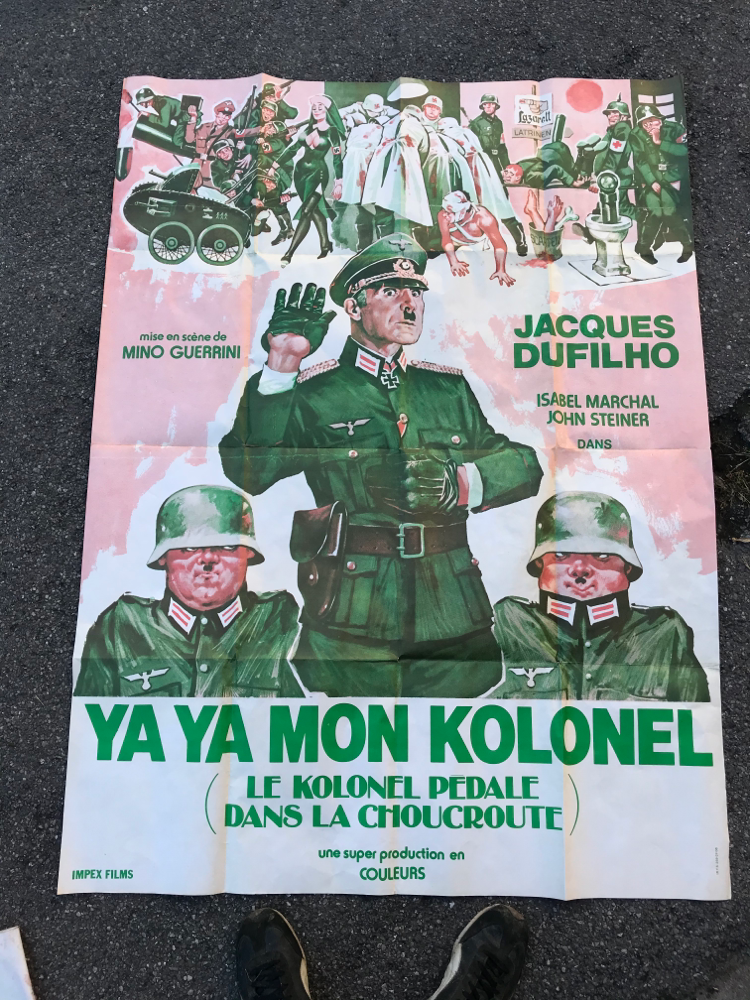 Lazarett
LATRINEN
mise en scène de
MINO GUERRINI
JACQUES
DUFILHO
ISABEL MARCHAL
JOHN STEINER
DANS
YA YA MON KOLONEL
( LE KOLONEL PÉDALE
DANS LA CHOUCROUTE )
une super production en
COULEURS
IMPEX FILMS